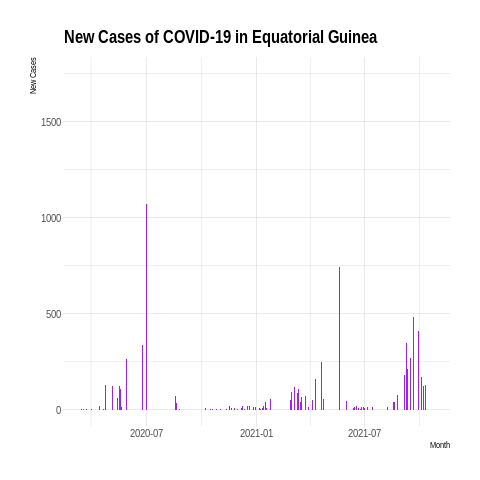 New Cases of COVID-19 in Equatorial Guinea
New Cases
1500
1000
500
0
2020-07
2021-01
2021-07
Month